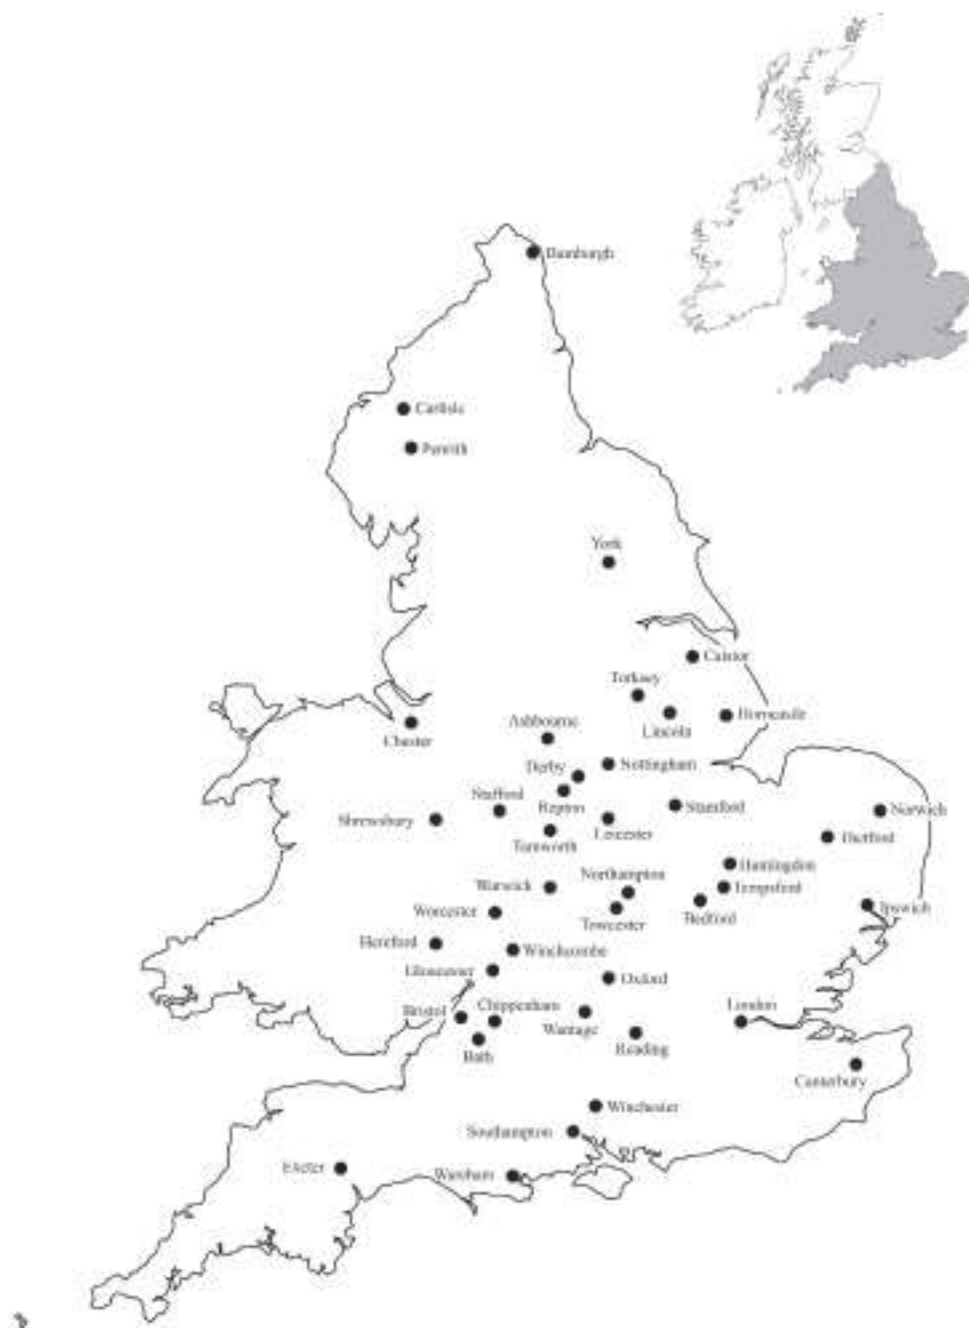 Bamburgh
Carlisle
Penrith
York
Caistor
Torksey
Lincoln
Horncastle
Chester
Ashbourne
Nottingham
Derby
Repton
Stafford
Shrewsbury
Tamworth
Leicester
Stamford
Norwich
Thetford
Huntingdon
Tempsford
Bedford
Ipswich
Warwick
Northampton
Towcester
Worcester
Hereford
Winchcombe
Gloucester
Oxford
Bristol
Chippenham
Bath
Wantage
Reading
London
Canterbury
Winchester
Southampton
Exeter
Wareham